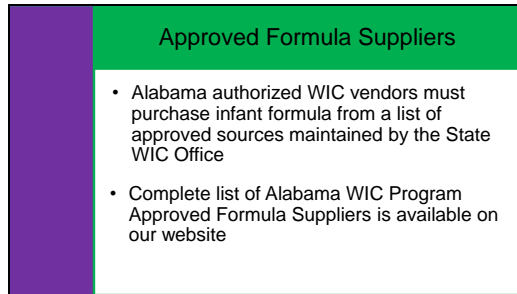 Approved Formula Suppliers
• Alabama authorized WIC vendors must
purchase infant formula from a list of
approved sources maintained by the State
WIC Office
• Complete list of Alabama WIC Program
Approved Formula Suppliers is available on
our website